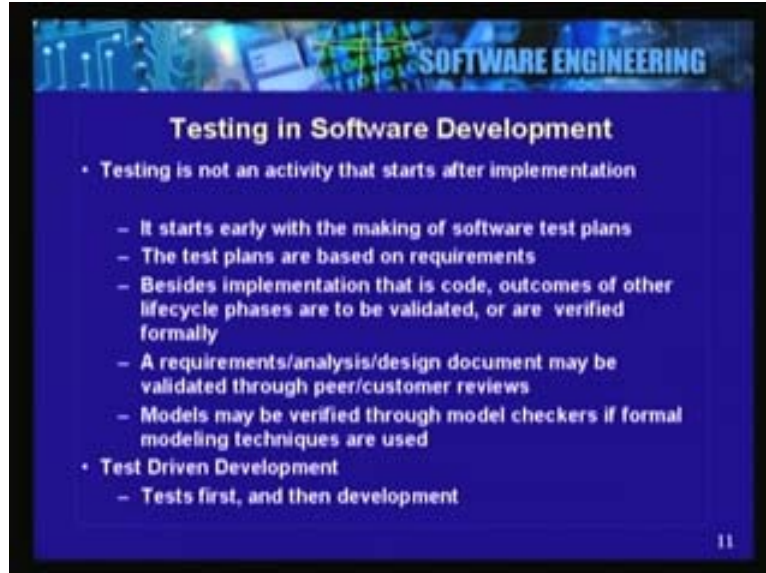 SOFTWARE ENGINEERING
Testing in Software Development
• Testing is not an activity that starts after implementation
– It starts early with the making of software test plans
– The test plans are based on requirements
– Besides implementation that is code, outcomes of other
lifecycle phases are to be validated, or are verified
formally
– A requirements/analysis/design document may be
validated through peer/customer reviews
– Models may be verified through model checkers if formal
modeling techniques are used
• Test Driven Development
– Tests first, and then development
11